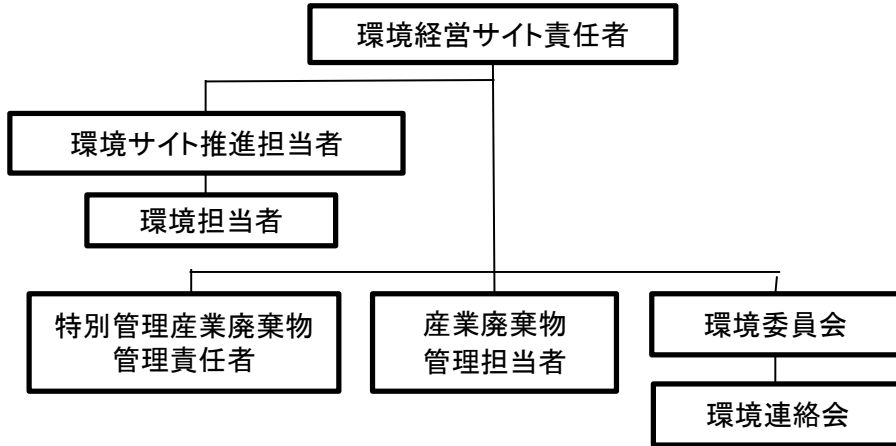 環境経営サイト責任者
環境サイト推進担当者
環境担当者
特別管理産業廃棄物
管理責任者
産業廃棄物
管理担当者
環境委員会
環境連絡会